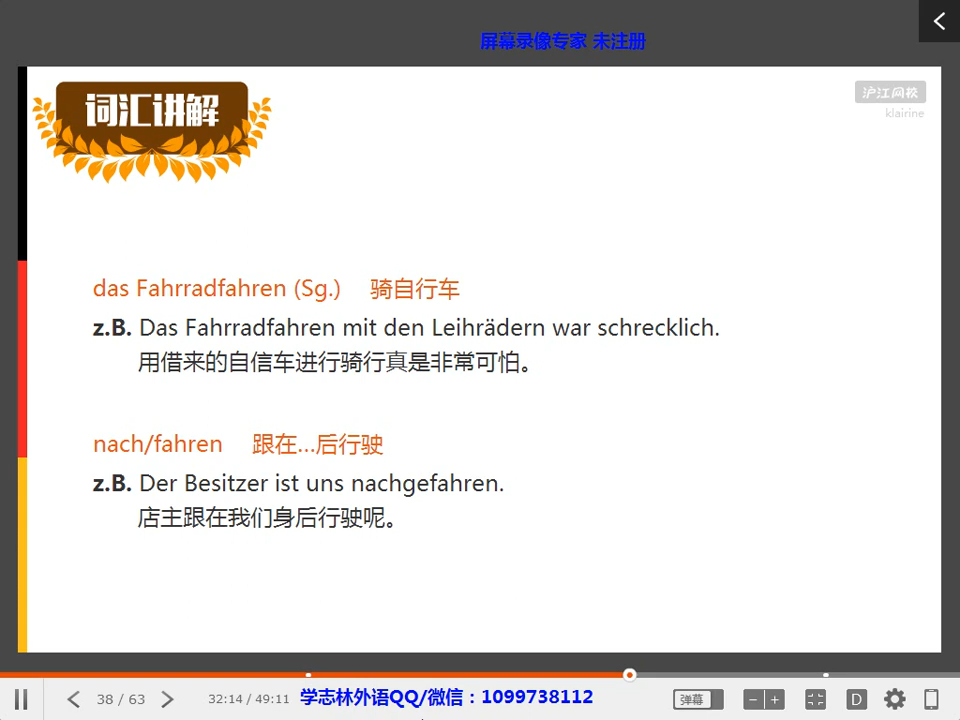 屏幕录像专家 未注册
词汇讲解
沪江网校
klairine
das Fahrradfahren (Sg.) 骑自行车
z.B. Das Fahrradfahren mit den Leihrädern war schrecklich.
用借来的自信车进行骑行真是非常可怕。
nach/fahren 跟在...后行驶
z.B. Der Besitzer ist uns nachgefahren.
店主跟在我们身后行驶呢。
38 / 63 32:14 / 49:11 学志林外语QQ/微信：1099738112 弹幕 D